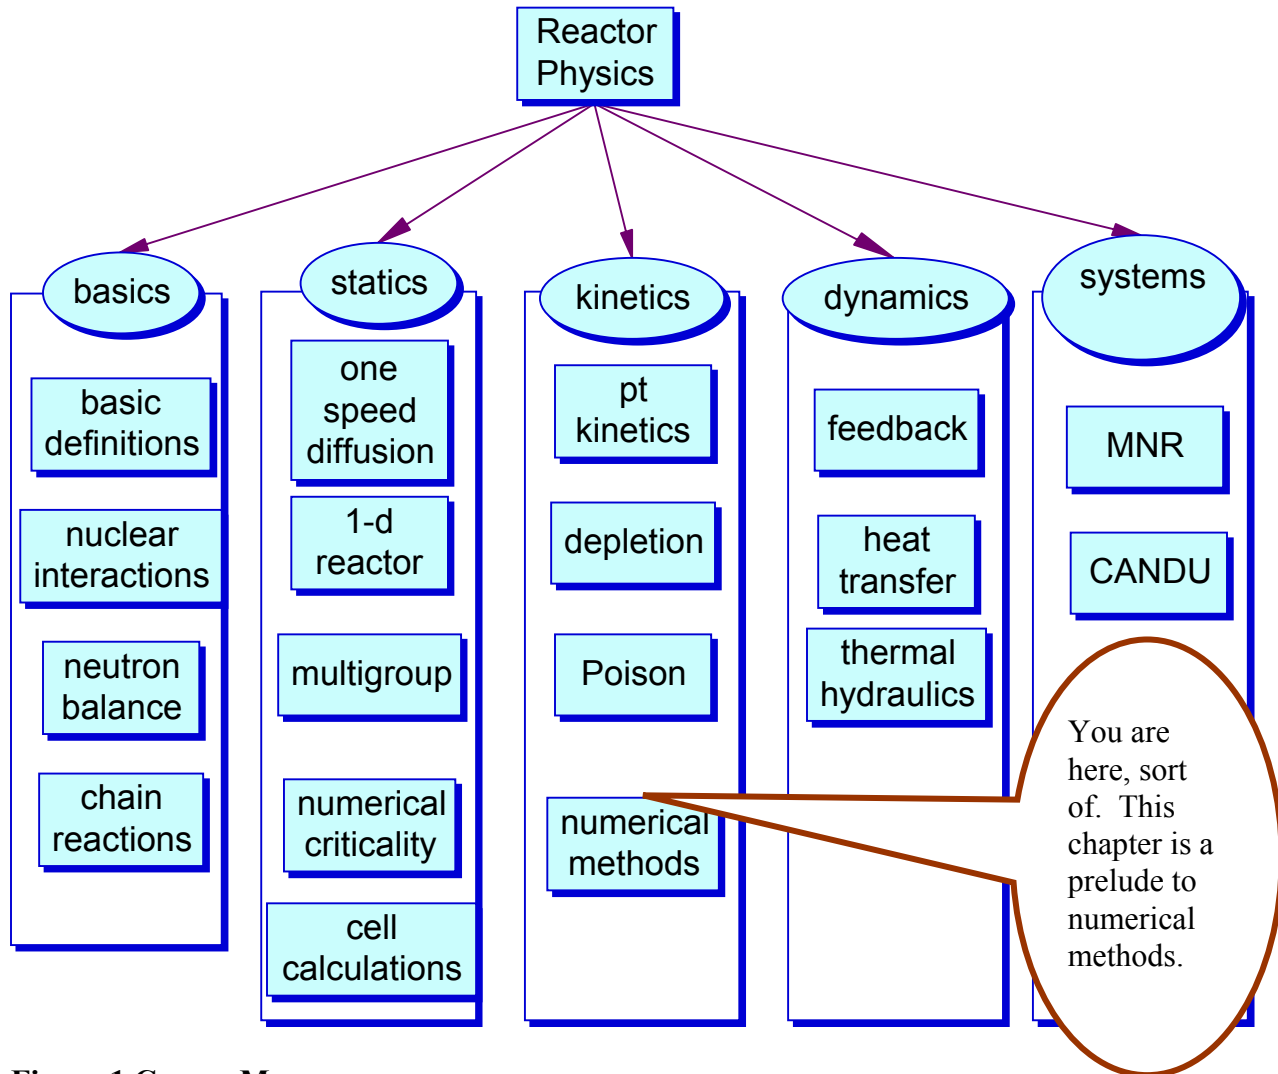 Reactor
Physics
basics
basic
definitions
nuclear
interactions
neutron
balance
chain
reactions
statics
one
speed
diffusion
1-d
reactor
multigroup
numerical
criticality
cell
calculations
kinetics
pt
kinetics
depletion
Poison
numerical
methods
dynamics
feedback
heat
transfer
thermal
hydraulics
systems
MNR
CANDU
You are
here, sort
of. This
chapter is a
prelude to
numerical
methods.